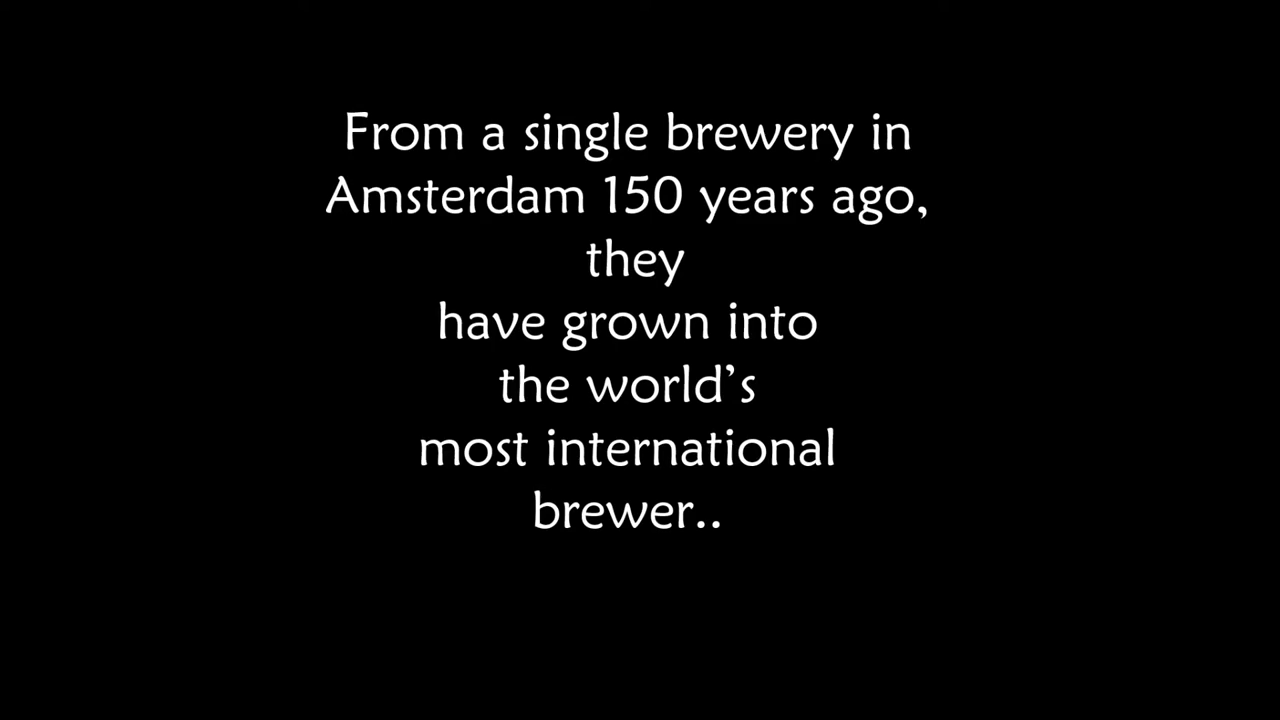 From a single brewery in
Amsterdam 150 years ago,
they
have grown into
the world’s
most international
brewer..